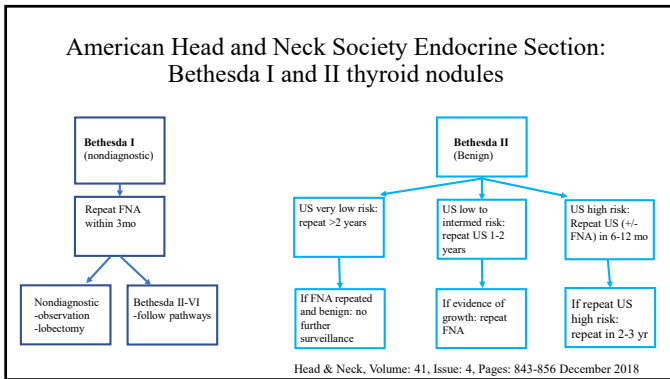 American Head and Neck Society Endocrine Section:
Bethesda I and II thyroid nodules
Bethesda I
(nondiagnostic)
Repeat FNA
within 3mo
Nondiagnostic
-observation
-lobectomy
Bethesda II-VI
-follow pathways
Bethesda II
(Benign)
US very low risk:
repeat >2 years
US low to
intermed risk:
repeat US 1-2
years
US high risk:
Repeat US (+/-
FNA) in 6-12 mo
If FNA repeated
and benign: no
further
surveillance
If evidence of
growth: repeat
FNA
If repeat US
high risk:
repeat in 2-3 yr
Head & Neck, Volume: 41, Issue: 4, Pages: 843-856 December 2018